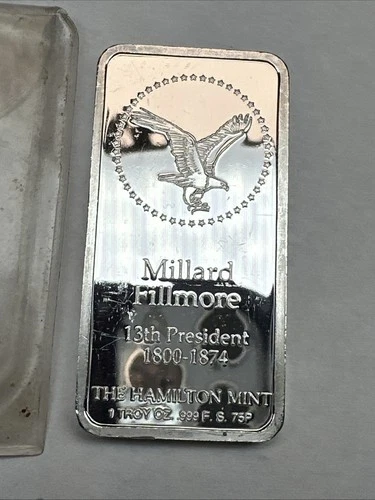 Millard
Fillmore
13th President
1800-1874
THE HAMILTON MINT
1 TROY OZ .999 F. S. 75P